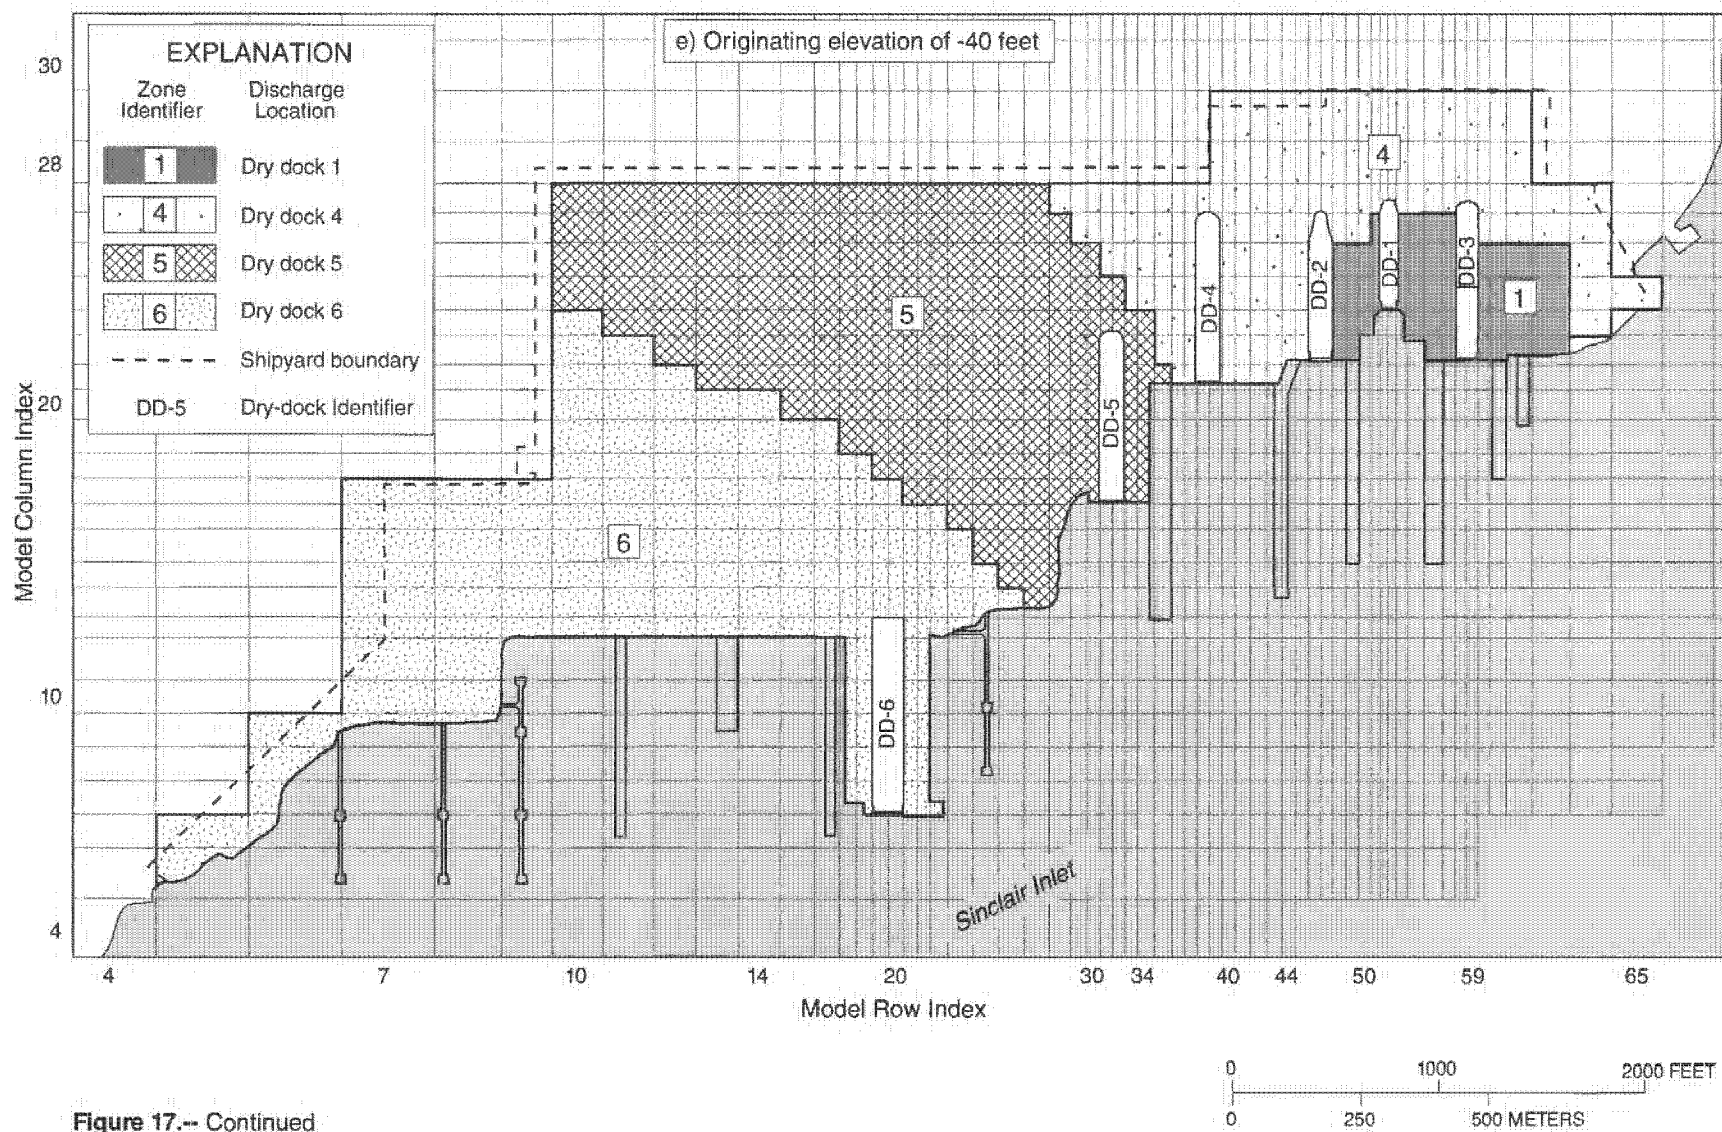 e) Originating elevation of -40 feet
EXPLANATION
Zone Identifier
Discharge Location
1 Dry dock 1
4 Dry dock 4
5 Dry dock 5
6 Dry dock 6
Shipyard boundary
DD-5 Dry-dock Identifier
Model Column Index
30
28
20
10
4
4
5
6
1
DD-4
DD-2
DD-1
DD-3
DD-5
DD-6
Sinclair Inlet
4 7 10 14 20 30 34 40 44 50 59 65
Model Row Index
0 1000 2000 FEET
0 250 500 METERS
Figure 17.-- Continued